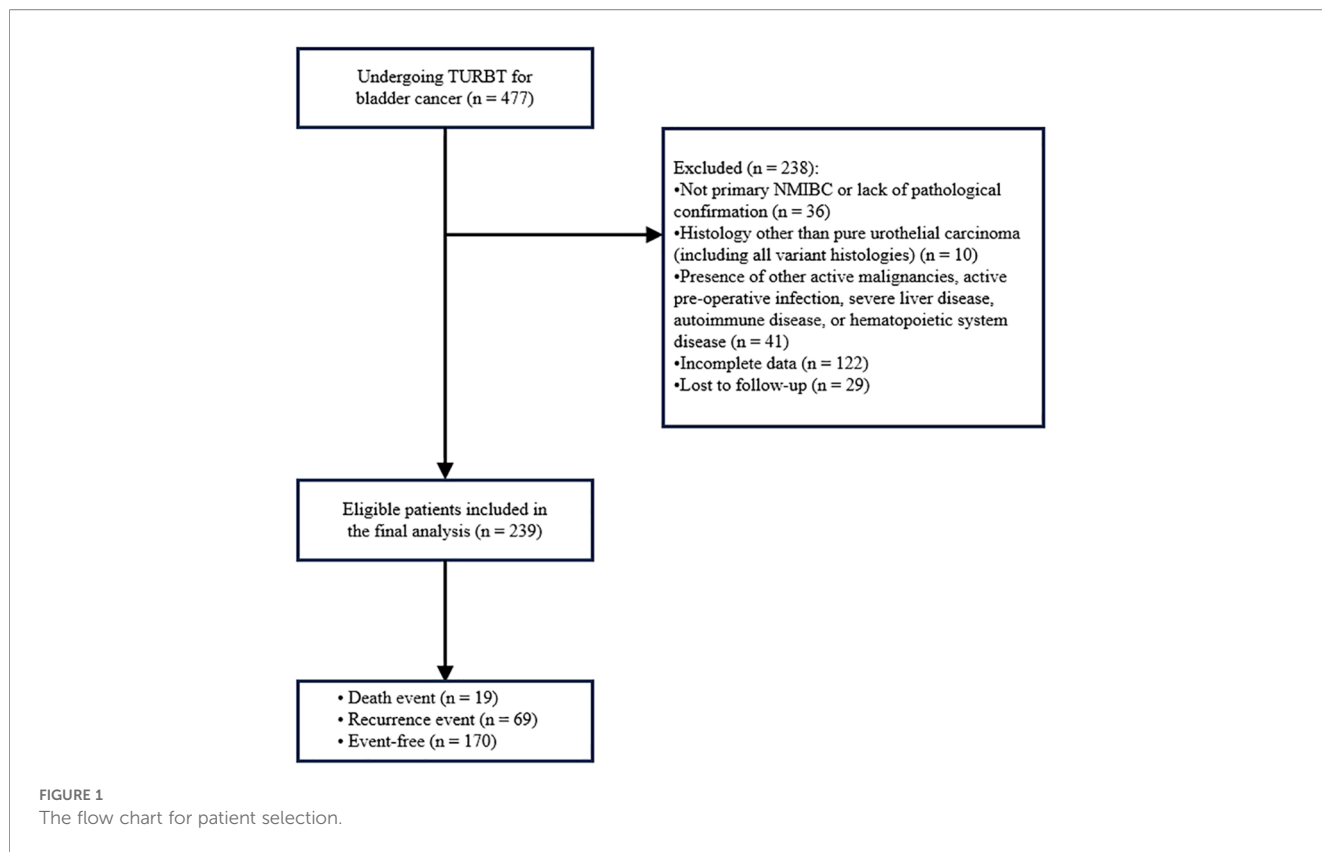 Undergoing TURBT for
bladder cancer (n = 477)
Excluded (n = 238):
•Not primary NMIBC or lack of pathological
confirmation (n = 36)
•Histology other than pure urothelial carcinoma
(including all variant histologies) (n = 10)
•Presence of other active malignancies, active
pre-operative infection, severe liver disease,
autoimmune disease, or hematopoietic system
disease (n = 41)
•Incomplete data (n = 122)
•Lost to follow-up (n = 29)
Eligible patients included in
the final analysis (n = 239)
• Death event (n = 19)
• Recurrence event (n = 69)
• Event-free (n = 170)
FIGURE 1
The flow chart for patient selection.